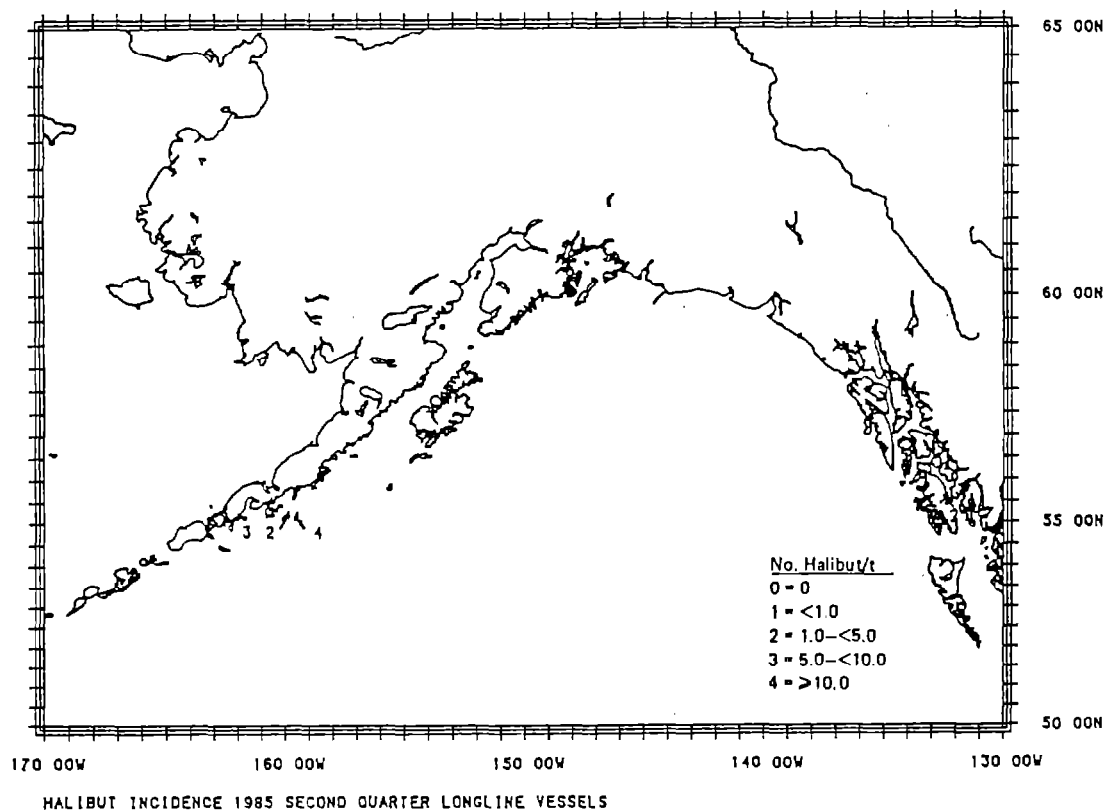 65 00N
60 00N
3 2 4
55 00N
No. Halibut/t
0 = 0
1 = <1.0
2 = 1.0-<5.0
3 = 5.0-<10.0
4 = ⩾10.0
50 00N
170 00W 160 00W 150 00W 140 00W 130 00W
HALIBUT INCIDENCE 1985 SECOND QUARTER LONGLINE VESSELS